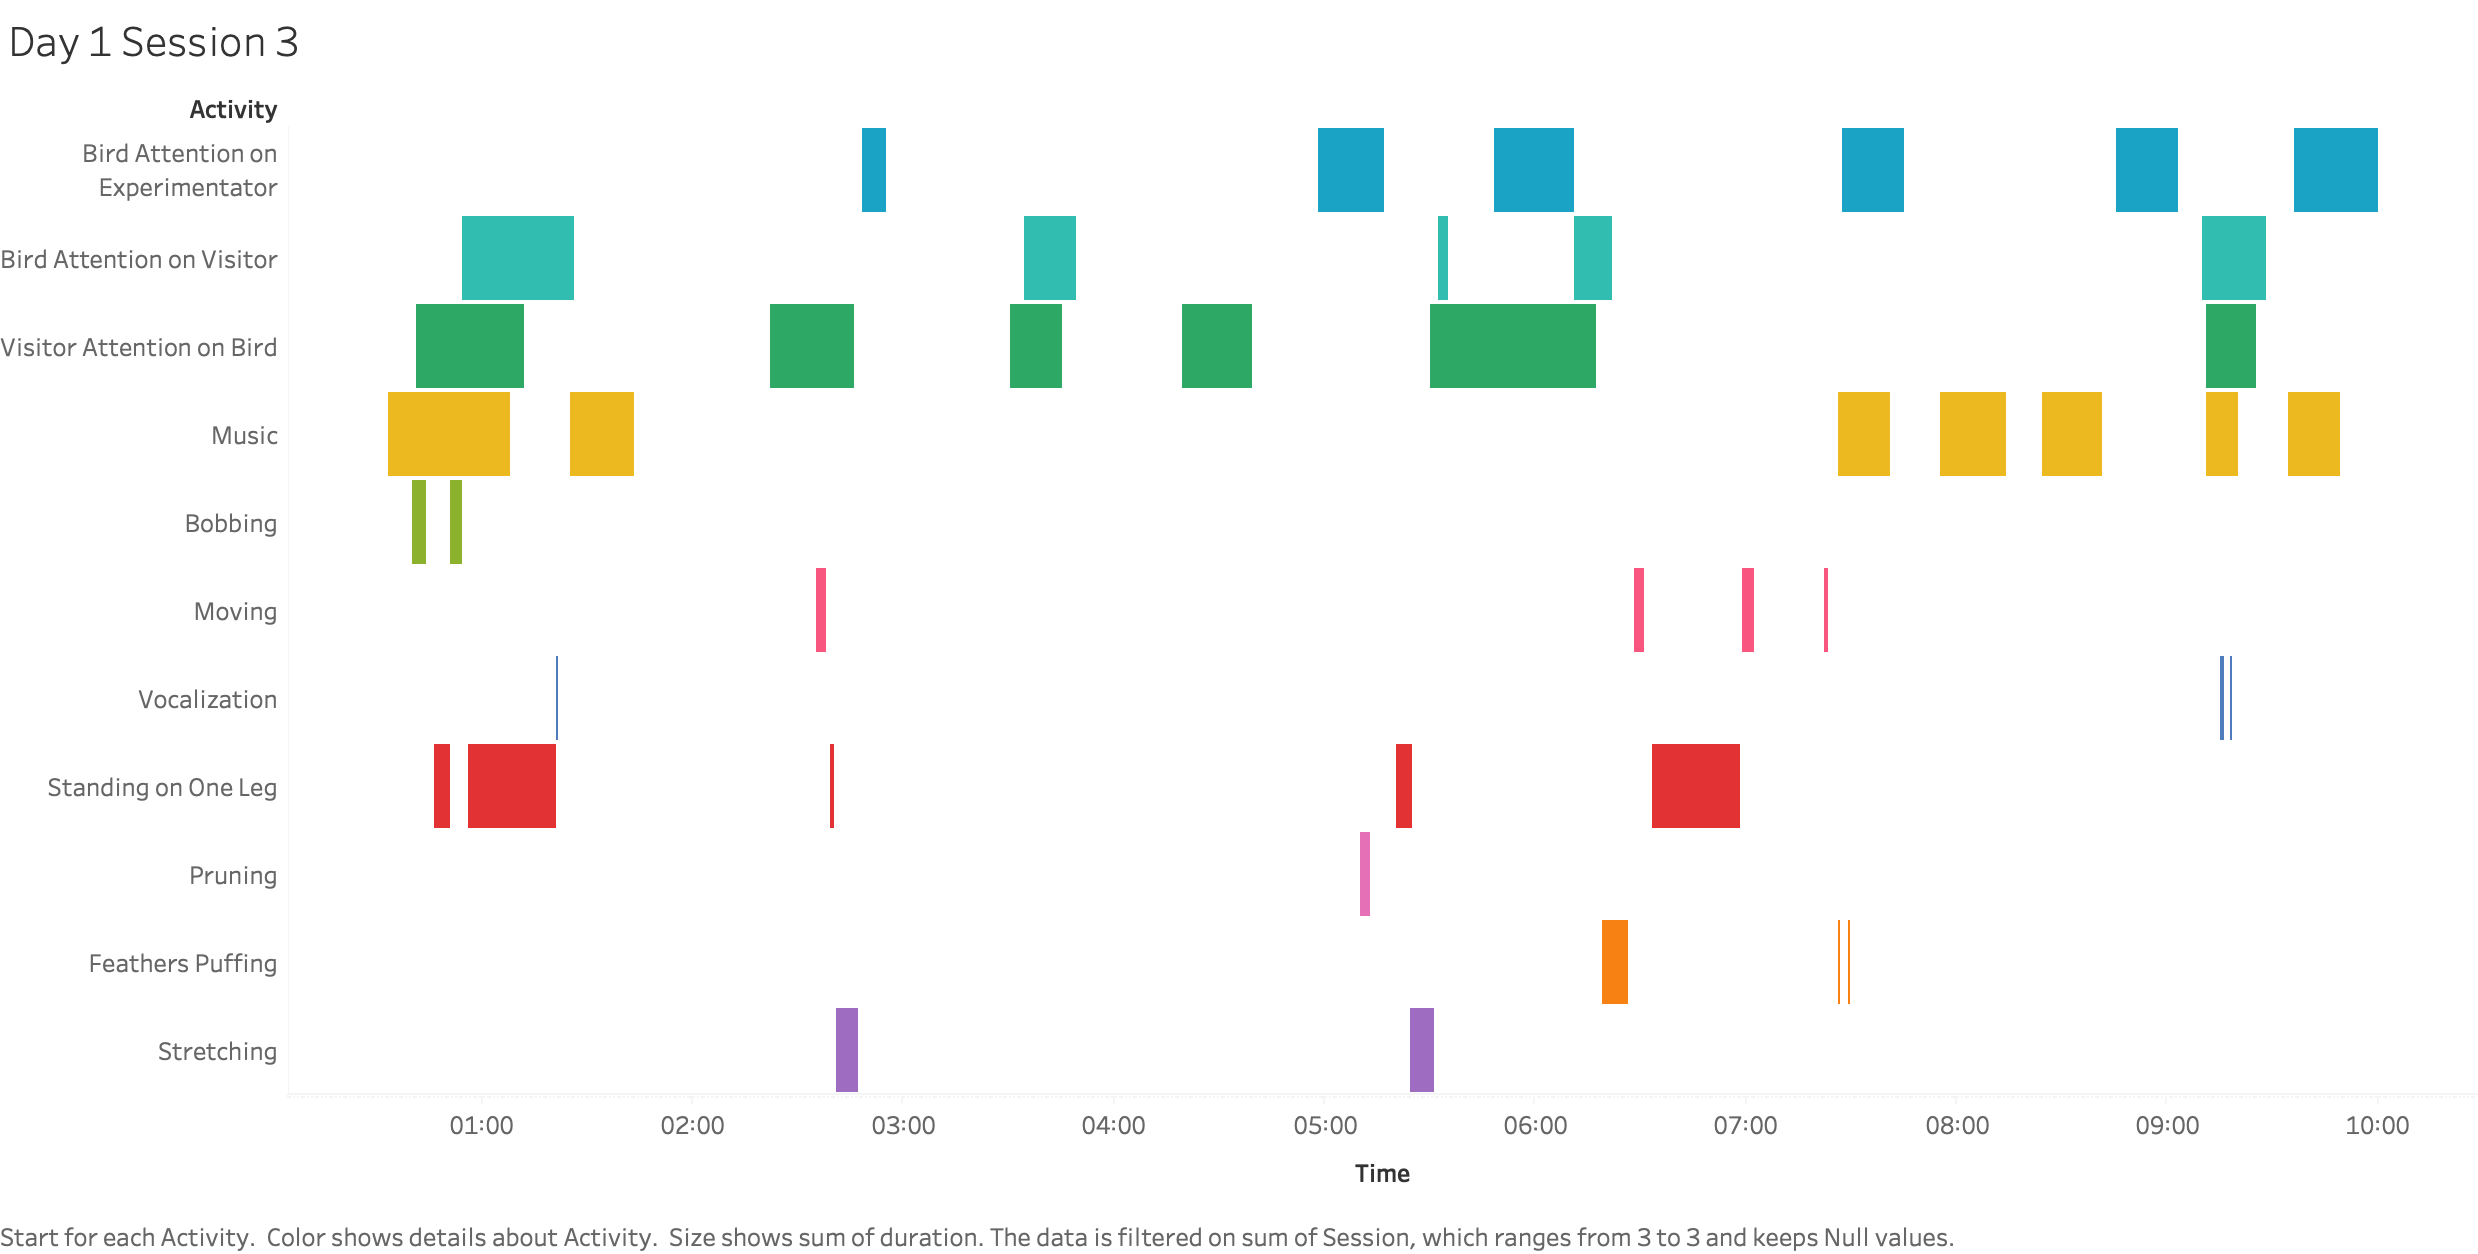 Day 1 Session 3
Activity
Bird Attention on
Experimentator
Bird Attention on Visitor
Visitor Attention on Bird
Music
Bobbing
Moving
Vocalization
Standing on One Leg
Pruning
Feathers Puffing
Stretching
01:00 02:00 03:00 04:00 05:00 06:00 07:00 08:00 09:00 10:00
Time
Start for each Activity.  Color shows details about Activity.  Size shows sum of duration. The data is filtered on sum of Session, which ranges from 3 to 3 and keeps Null values.